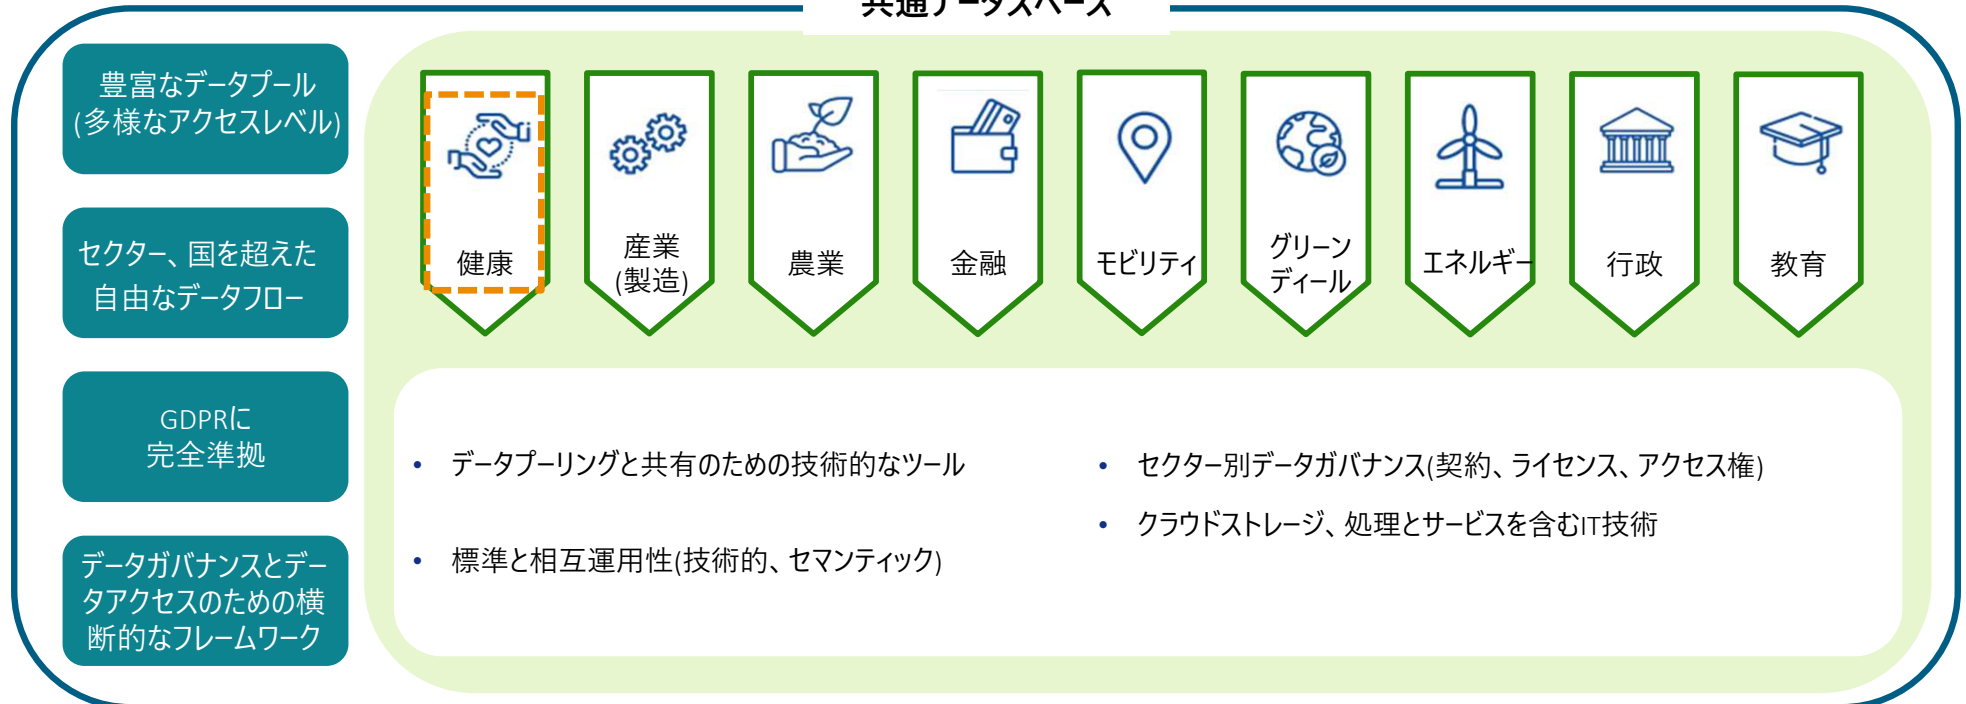 共通データスペース
豊富なデータプール
(多様なアクセスレベル)
セクター、国を超えた
自由なデータフロー
GDPRに
完全準拠
データガバナンスとデー
タアクセスのための横
断的なフレームワーク
健康
産業
(製造)
農業
金融
モビリティ
グリーン
ディール
エネルギー
行政
教育
• データプーリングと共有のための技術的なツール
• 標準と相互運用性(技術的、セマンティック)
• セクター別データガバナンス(契約、ライセンス、アクセス権)
• クラウドストレージ、処理とサービスを含むIT技術